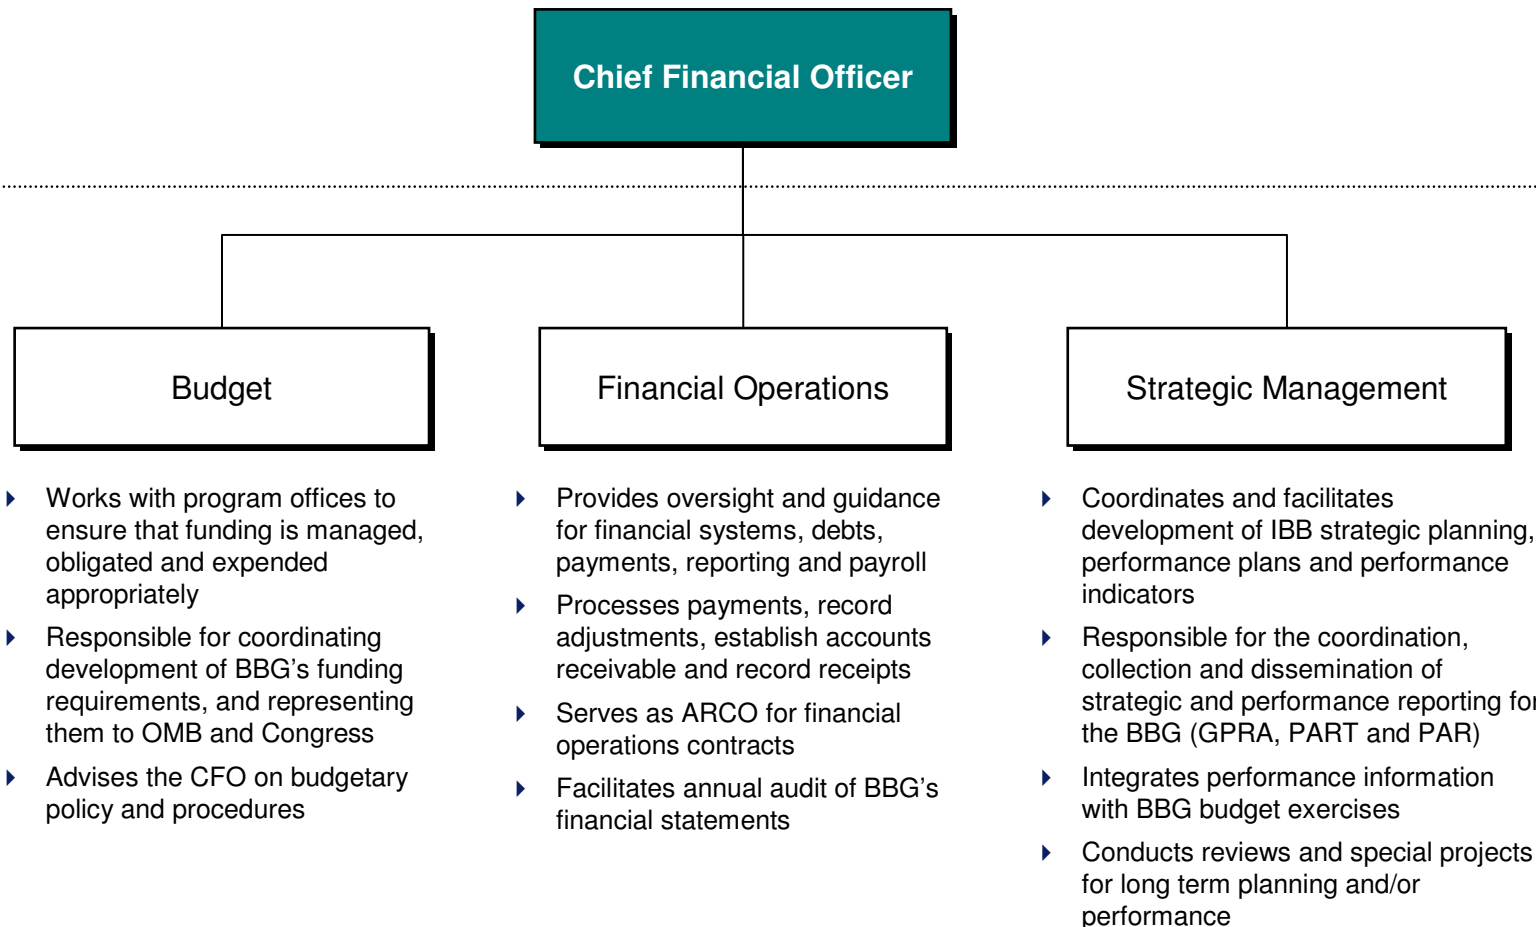 Chief Financial Officer
Budget
Works with program offices to
ensure that funding is managed,
obligated and expended
appropriately
Responsible for coordinating
development of BBG’s funding
requirements, and representing
them to OMB and Congress
Advises the CFO on budgetary
policy and procedures
Financial Operations
Provides oversight and guidance
for financial systems, debts,
payments, reporting and payroll
Processes payments, record
adjustments, establish accounts
receivable and record receipts
Serves as ARCO for financial
operations contracts
Facilitates annual audit of BBG’s
financial statements
Strategic Management
Coordinates and facilitates
development of IBB strategic planning,
performance plans and performance
indicators
Responsible for the coordination,
collection and dissemination of
strategic and performance reporting for
the BBG (GPRA, PART and PAR)
Integrates performance information
with BBG budget exercises
Conducts reviews and special projects
for long term planning and/or
performance